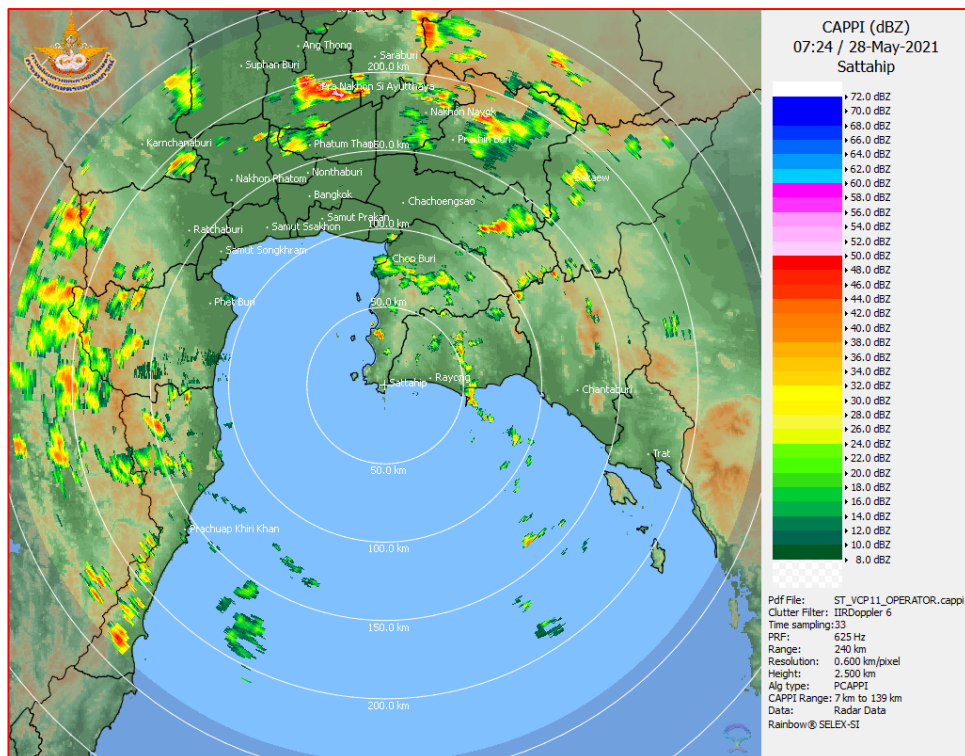 CAPPI (dBZ)
07:24 / 28-May-2021
Sattahip
72.0 dBZ
70.0 dBZ
68.0 dBZ
66.0 dBZ
64.0 dBZ
62.0 dBZ
60.0 dBZ
58.0 dBZ
56.0 dBZ
54.0 dBZ
52.0 dBZ
50.0 dBZ
48.0 dBZ
46.0 dBZ
44.0 dBZ
42.0 dBZ
40.0 dBZ
38.0 dBZ
36.0 dBZ
34.0 dBZ
32.0 dBZ
30.0 dBZ
28.0 dBZ
26.0 dBZ
24.0 dBZ
22.0 dBZ
20.0 dBZ
18.0 dBZ
16.0 dBZ
14.0 dBZ
12.0 dBZ
10.0 dBZ
8.0 dBZ
Pdf File: ST_VCP11_OPERATOR.cappi
Clutter Filter: IIRDoppler 6
Time sampling:33
PRF: 625 Hz
Range: 240 km
Resolution: 0.600 km/pixel
Height: 2.500 km
Alg type: PCAPPI
CAPPI Range: 7 km to 139 km
Data: Radar Data
Rainbow® SELEX-SI
Ang Thong
Saraburi
Suphan Buri
200.0 km
Pra Nakhon Si Ayutthaya
Nakhon Nayok
Karnchanaburi
Phatum Thani
150.0 km
Prachin Buri
Nonthaburi
Nakhon Phatom
Sakaew
Bangkok
Chachoengsao
Samut Prakan
Ratchaburi
Samut Ssakhon
100.0 km
Samut Songkhram
Chon Buri
Phet Buri
50.0 km
Sattahip
Rayong
Chantaburi
Trat
50.0 km
Prachuap Khiri Khan
100.0 km
150.0 km
200.0 km